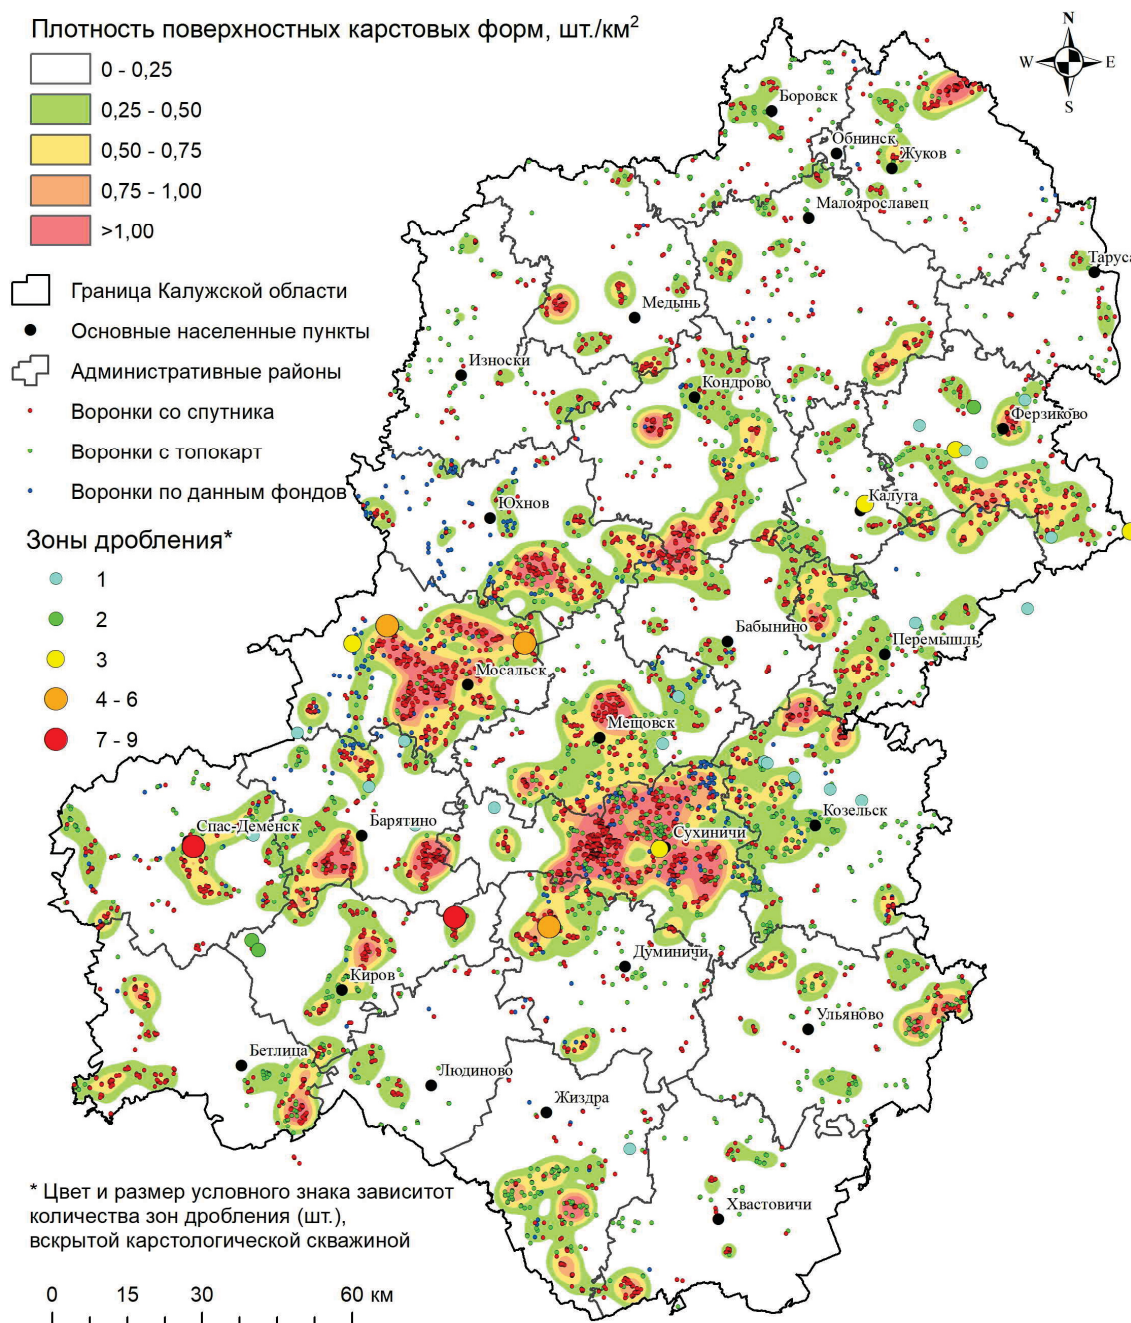 Плотность поверхностных карстовых форм, шт./км²
0 - 0,25
0,25 - 0,50
0,50 - 0,75
0,75 - 1,00
>1,00
Граница Калужской области
Основные населенные пункты
Административные районы
Воронки со спутника
Воронки с топокарт
Воронки по данным фондов
Зоны дробления*
1
2
3
4 - 6
7 - 9
N
W
E
S
Боровск
Обнинск
Жуков
Малоярославец
Таруса
Медынь
Износки
Кондрово
Ферзиково
Юхнов
Калуга
Бабынино
Перемышль
Мосальск
Мещовск
Спас-Деменск
Барятино
Сухиничи
Козельск
Думиничи
Киров
Ульяново
Бетлица
Людиново
Жиздра
Хвастовичи
* Цвет и размер условного знака зависитот
количества зон дробления (шт.),
вскрытой карстологической скважиной
0 15 30 60 км